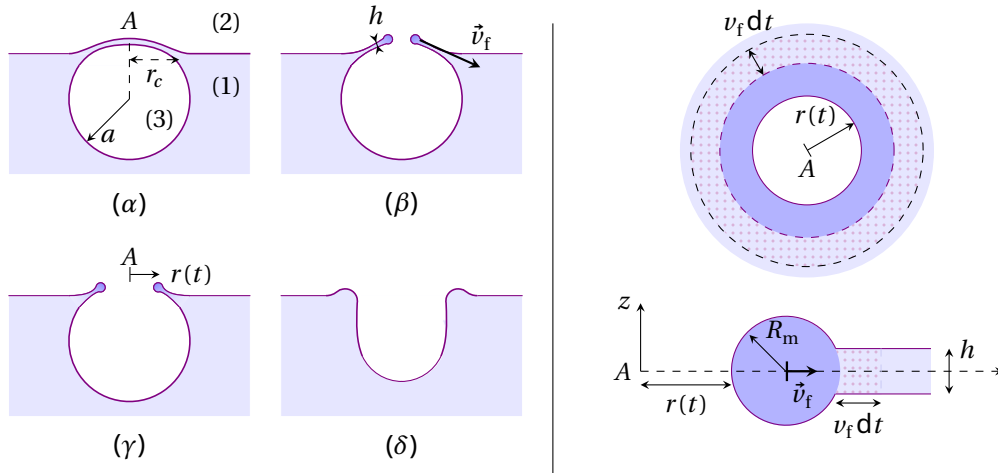 A
(2)
r_c
(1)
(3)
a
(α)
h
v⃗_f
(β)
A
r(t)
(γ)
(δ)
v_f dt
r(t)
A
z
R_m
A
h
v⃗_f
r(t)
v_f dt